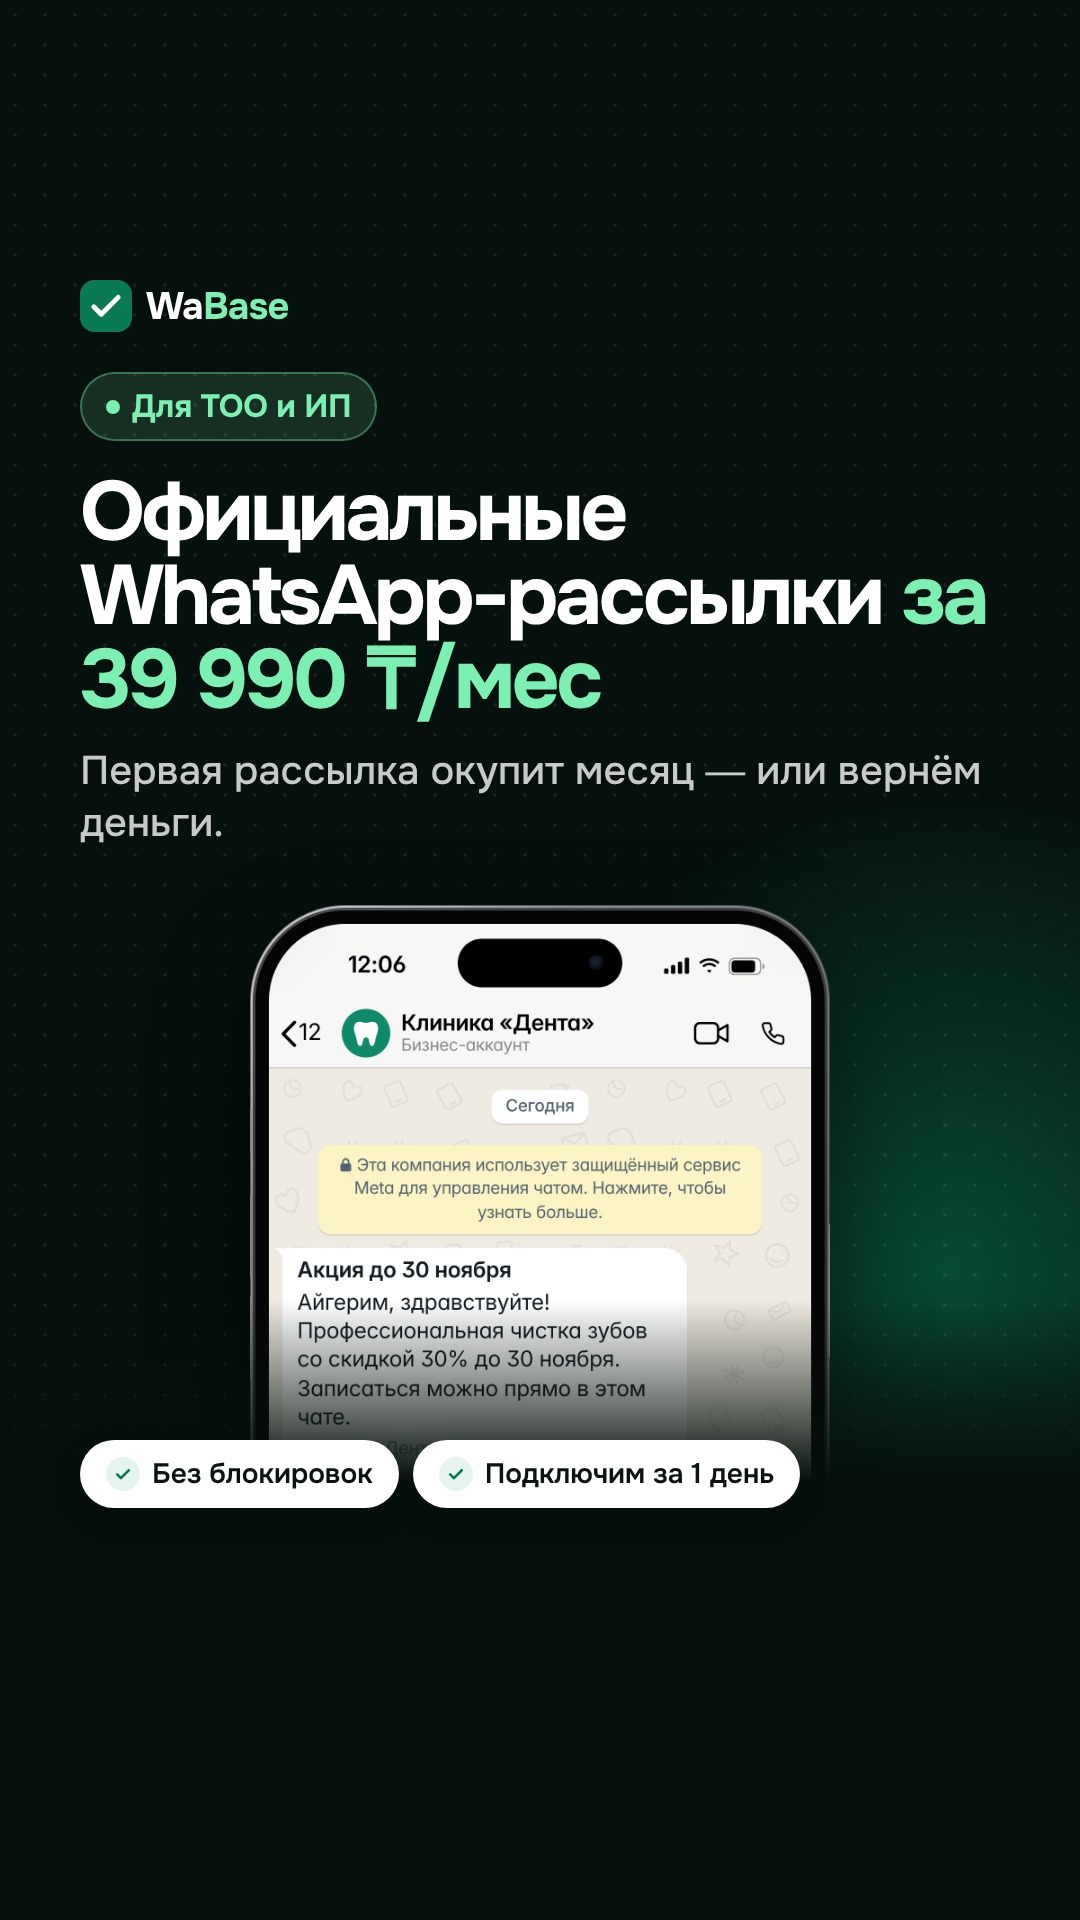 WaBase
Для ТОО и ИП
Официальные
WhatsApp-рассылки за
39 990 ₸/мес
Первая рассылка окупит месяц — или вернём
деньги.
12:06
12
Клиника «Дента»
Бизнес-аккаунт
Сегодня
Эта компания использует защищённый сервис
Meta для управления чатом. Нажмите, чтобы
узнать больше.
Акция до 30 ноября
Айгерим, здравствуйте!
Профессиональная чистка зубов
со скидкой 30% до 30 ноября.
Записаться можно прямо в этом
чате.
Без блокировок
Подключим за 1 день